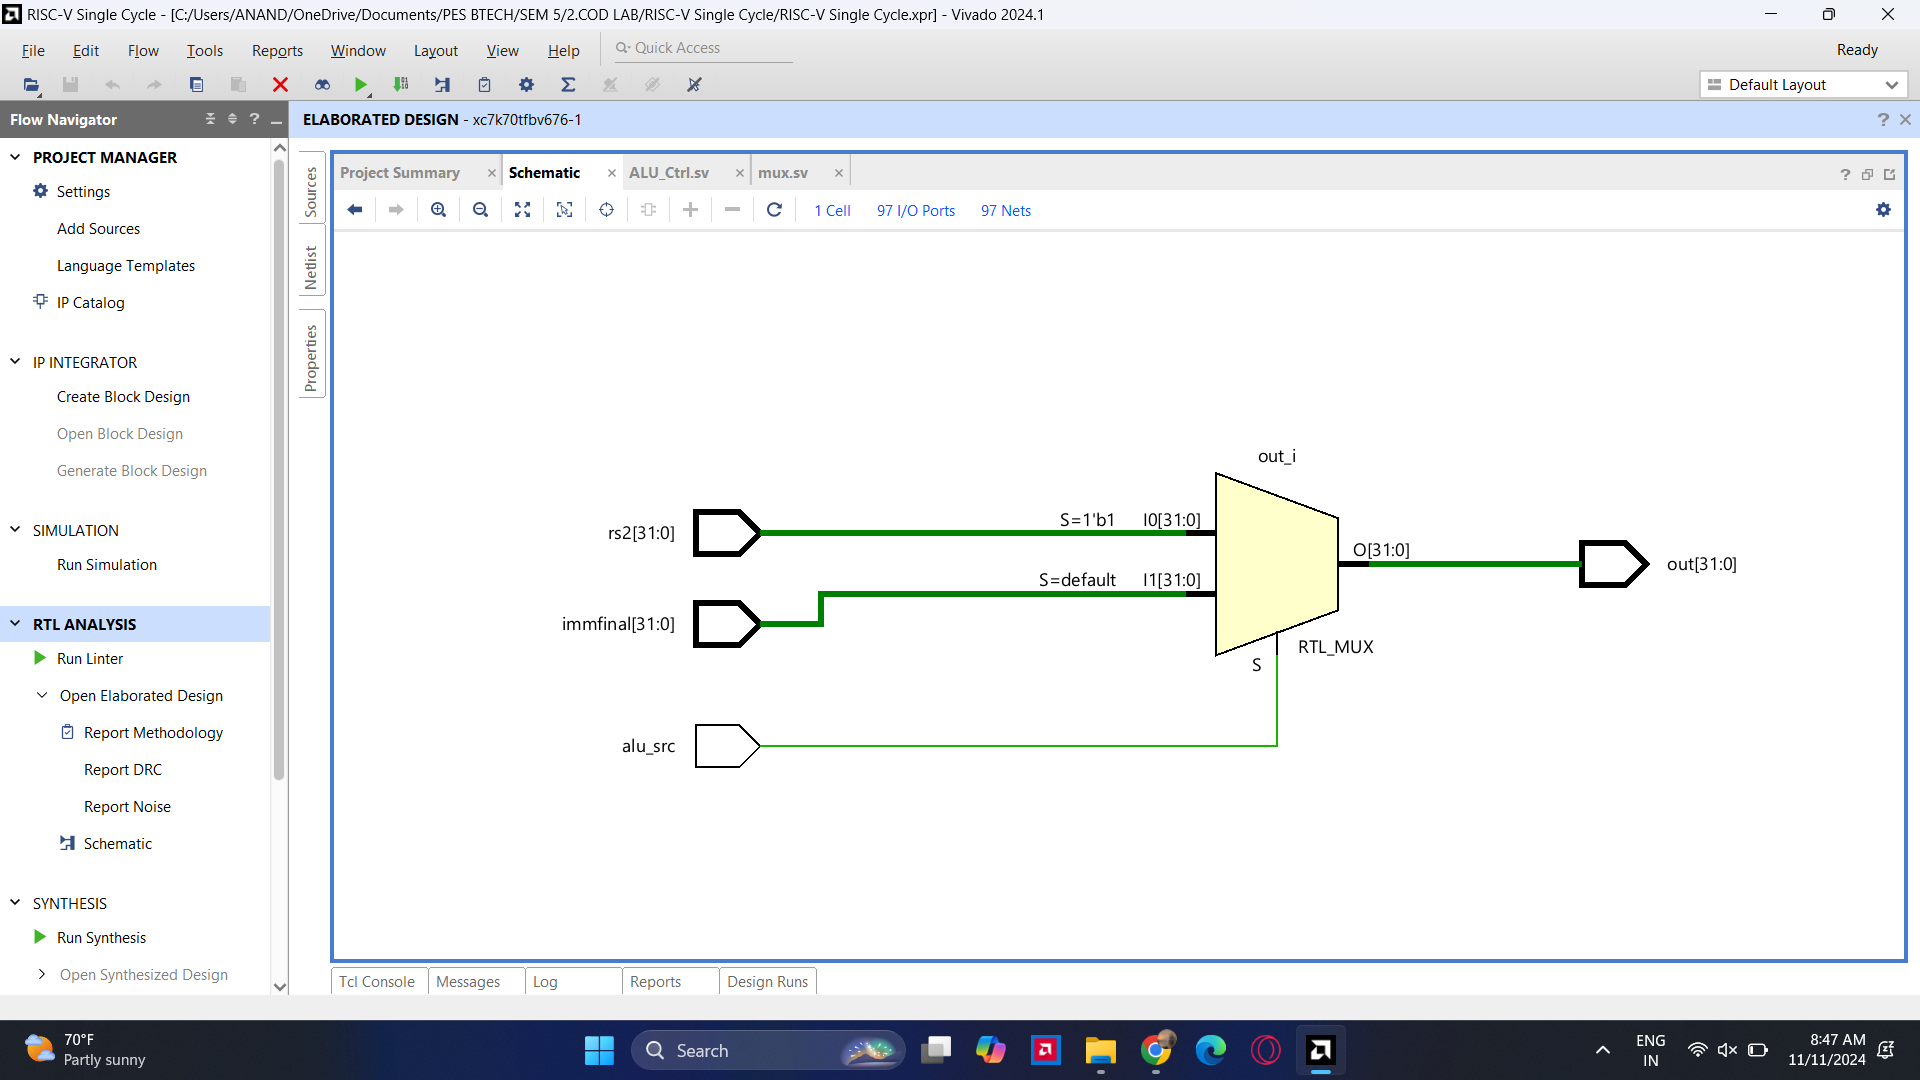 RISC-V Single Cycle - [C:/Users/ANAND/OneDrive/Documents/PES BTECH/SEM 5/2.COD LAB/RISC-V Single Cycle/RISC-V Single Cycle.xpr] - Vivado 2024.1
File Edit Flow Tools Reports Window Layout View Help Quick Access Ready
Default Layout
Flow Navigator
ELABORATED DESIGN - xc7k70tfbv676-1
PROJECT MANAGER
Settings
Add Sources
Language Templates
IP Catalog
IP INTEGRATOR
Create Block Design
Open Block Design
Generate Block Design
SIMULATION
Run Simulation
RTL ANALYSIS
Run Linter
Open Elaborated Design
Report Methodology
Report DRC
Report Noise
Schematic
SYNTHESIS
Run Synthesis
Open Synthesized Design
Sources
Netlist
Properties
Project Summary Schematic ALU_Ctrl.sv mux.sv
1 Cell 97 I/O Ports 97 Nets
out_i
rs2[31:0] S=1'b1 I0[31:0]
O[31:0] out[31:0]
immfinal[31:0] S=default I1[31:0]
S RTL_MUX
alu_src
Tcl Console Messages Log Reports Design Runs
70°F
Partly sunny
Search
ENG
IN
8:47 AM
11/11/2024